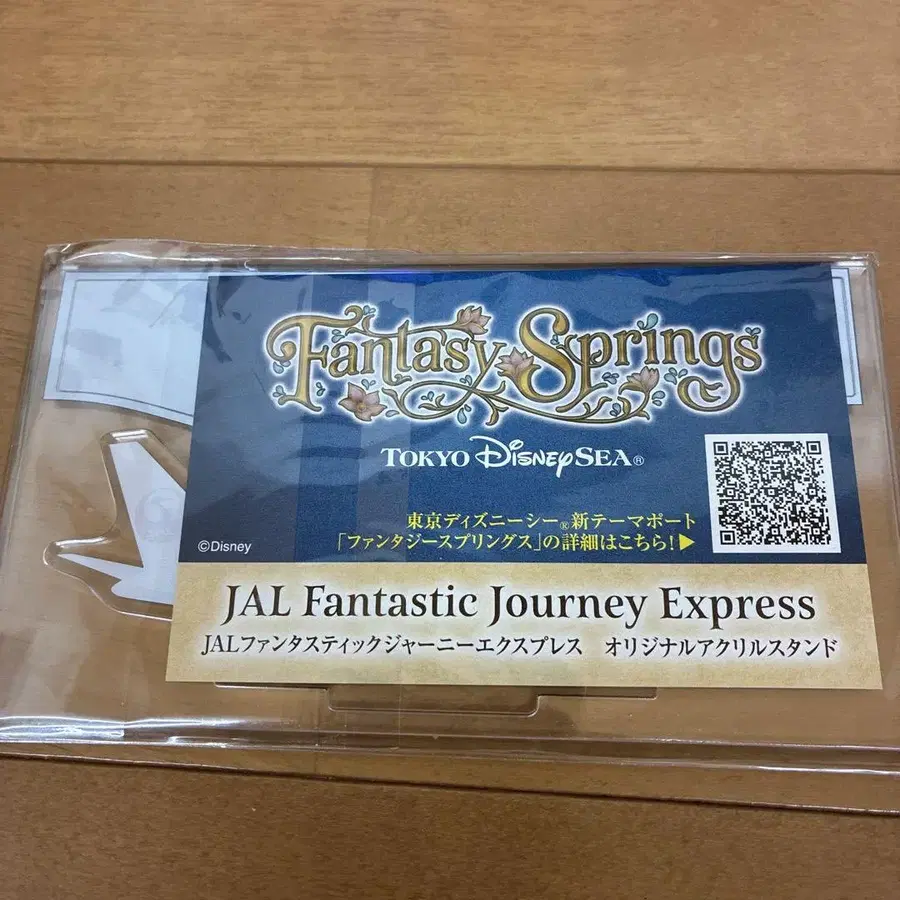 Fantasy Springs
TOKYO DISNEYSEA®
東京ディズニーシー®新テーマポート
「ファンタジースプリングス」の詳細はこちら!▶
©Disney
JAL Fantastic Journey Express
JALファンタスティックジャーニーエクスプレス オリジナルアクリルスタンド